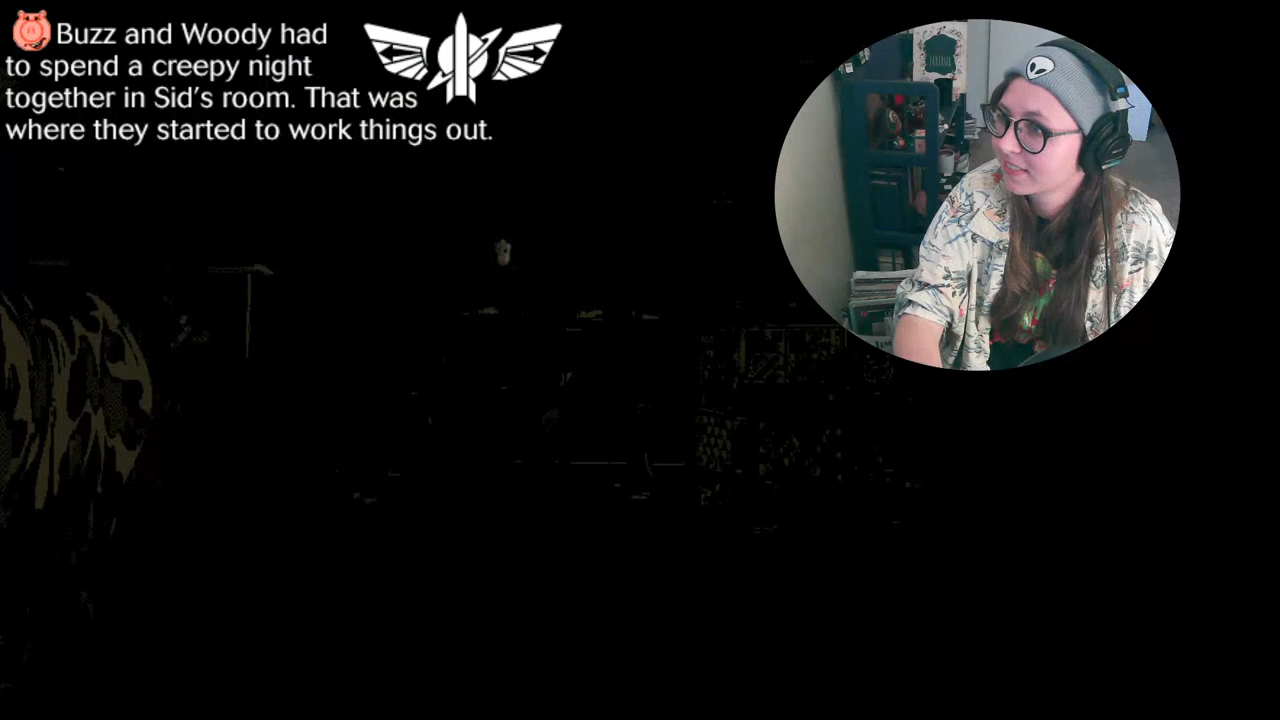 Buzz and Woody had
to spend a creepy night
together in Sid's room. That was
where they started to work things out.